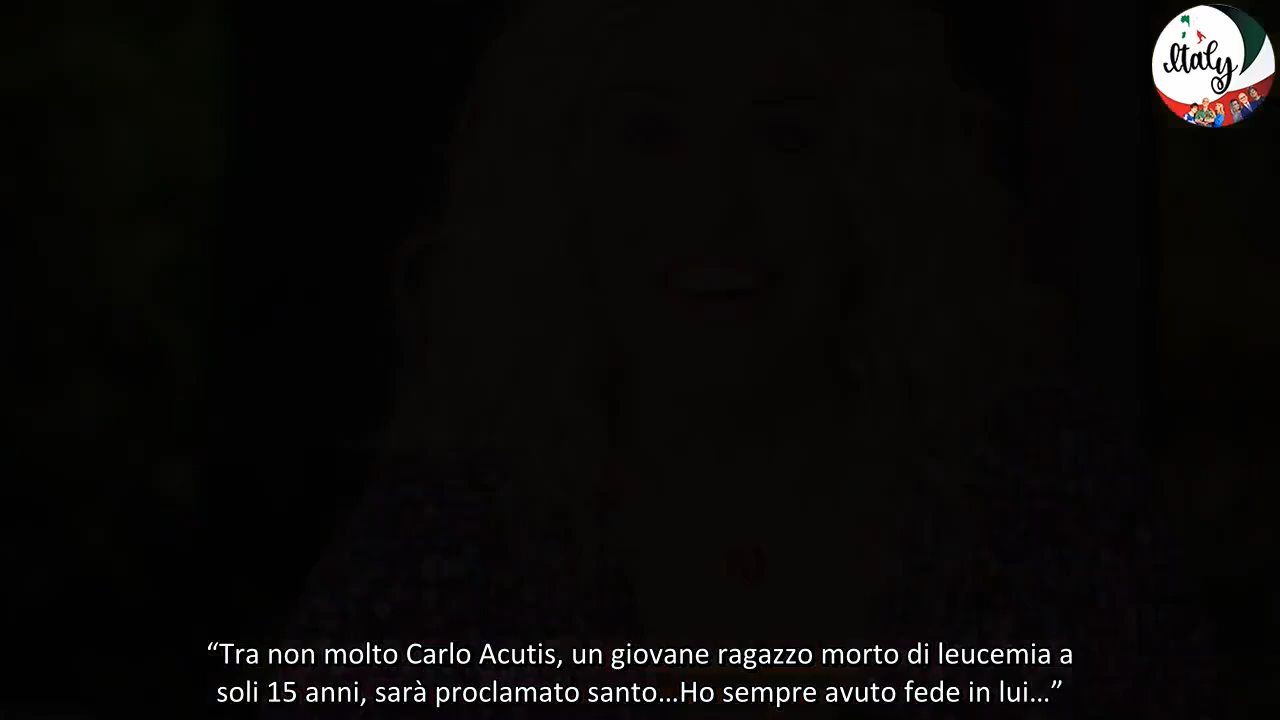 Italy
“Tra non molto Carlo Acutis, un giovane ragazzo morto di leucemia a
soli 15 anni, sarà proclamato santo…Ho sempre avuto fede in lui…”